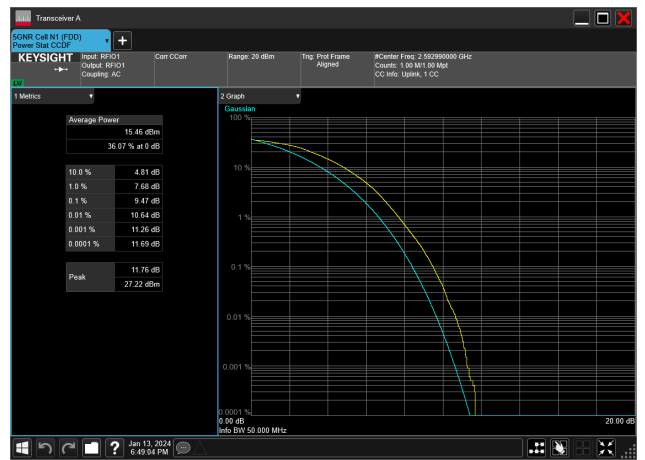 Transceiver A
5GNR Cell N1 (FDD)
Power Stat CCDF
KEYSIGHT
LV
Input: RFIO1
Output: RFIO1
Coupling: AC
Corr CCorr
Range: 20 dBm
Trig: Prot Frame
Aligned
#Center Freq: 2.592990000 GHz
Counts: 1.00 M/1.00 Mpt
CC Info: Uplink, 1 CC
1 Metrics
2 Graph
Average Power
15.46 dBm
36.07 % at 0 dB
10.0 % 4.81 dB
1.0 % 7.68 dB
0.1 % 9.47 dB
0.01 % 10.64 dB
0.001 % 11.26 dB
0.0001 % 11.69 dB
Peak 11.76 dB
27.22 dBm
Gaussian
100 %
10 %
1 %
0.1 %
0.01 %
0.001 %
0.0001 %
0.00 dB
20.00 dB
Info BW 50.000 MHz
?
Jan 13, 2024
6:49:04 PM